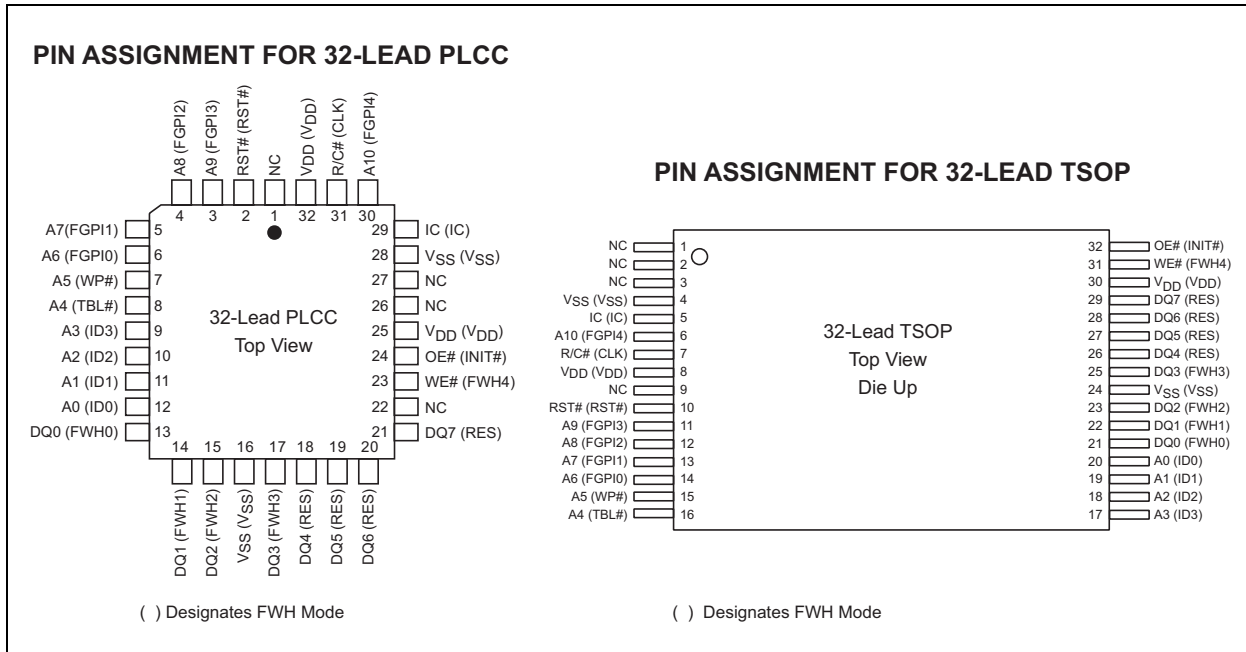 PIN ASSIGNMENT FOR 32-LEAD PLCC
A8 (FGPI2)
A9 (FGPI3)
RST# (RST#)
NC
VDD (VDD)
R/C# (CLK)
A10 (FGPI4)
4 3 2 1 32 31 30
A7(FGPI1) 5
A6 (FGPI0) 6
A5 (WP#) 7
A4 (TBL#) 8
A3 (ID3) 9
A2 (ID2) 10
A1 (ID1) 11
A0 (ID0) 12
DQ0 (FWH0) 13
32-Lead PLCC
Top View
29 IC (IC)
28 VSS (VSS)
27 NC
26 NC
25 VDD (VDD)
24 OE# (INIT#)
23 WE# (FWH4)
22 NC
21 DQ7 (RES)
14 15 16 17 18 19 20
DQ1 (FWH1)
DQ2 (FWH2)
VSS (VSS)
DQ3 (FWH3)
DQ4 (RES)
DQ5 (RES)
DQ6 (RES)
( ) Designates FWH Mode
PIN ASSIGNMENT FOR 32-LEAD TSOP
NC 1
NC 2
NC 3
VSS (VSS) 4
IC (IC) 5
A10 (FGPI4) 6
R/C# (CLK) 7
VDD (VDD) 8
NC 9
RST# (RST#) 10
A9 (FGPI3) 11
A8 (FGPI2) 12
A7 (FGPI1) 13
A6 (FGPI0) 14
A5 (WP#) 15
A4 (TBL#) 16
32-Lead TSOP
Top View
Die Up
32 OE# (INIT#)
31 WE# (FWH4)
30 VDD (VDD)
29 DQ7 (RES)
28 DQ6 (RES)
27 DQ5 (RES)
26 DQ4 (RES)
25 DQ3 (FWH3)
24 VSS (VSS)
23 DQ2 (FWH2)
22 DQ1 (FWH1)
21 DQ0 (FWH0)
20 A0 (ID0)
19 A1 (ID1)
18 A2 (ID2)
17 A3 (ID3)
( ) Designates FWH Mode